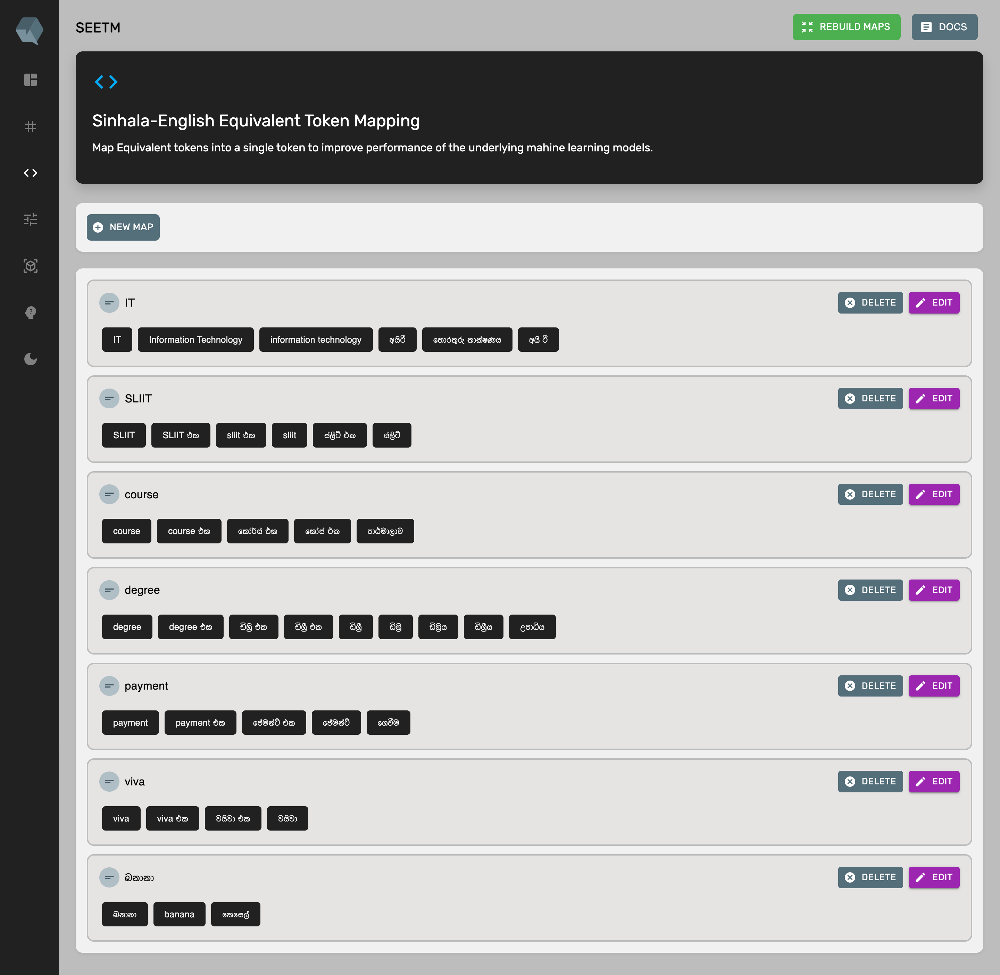 SEETM REBUILD MAPS DOCS
Sinhala-English Equivalent Token Mapping
Map Equivalent tokens into a single token to improve performance of the underlying mahine learning models.
NEW MAP
IT DELETE EDIT
IT Information Technology information technology අයිටී තොරතුරු තාක්ෂණය අයි ටී
SLIIT DELETE EDIT
SLIIT SLIIT එක sliit එක sliit ස්ලිට් එක ස්ලිට්
course DELETE EDIT
course course එක කෝර්ස් එක කෝස් එක පාඨමාලාව
degree DELETE EDIT
degree degree එක ඩිග්‍රි එක ඩිග්‍රී එක ඩිග්‍රී ඩිග්‍රි ඩිග්‍රිය ඩිග්‍රීය උපාධිය
payment DELETE EDIT
payment payment එක පේමන්ට් එක පේමන්ට් ගෙවීම
viva DELETE EDIT
viva viva එක වයිවා එක වයිවා
බනානා DELETE EDIT
බනානා banana කෙසෙල්